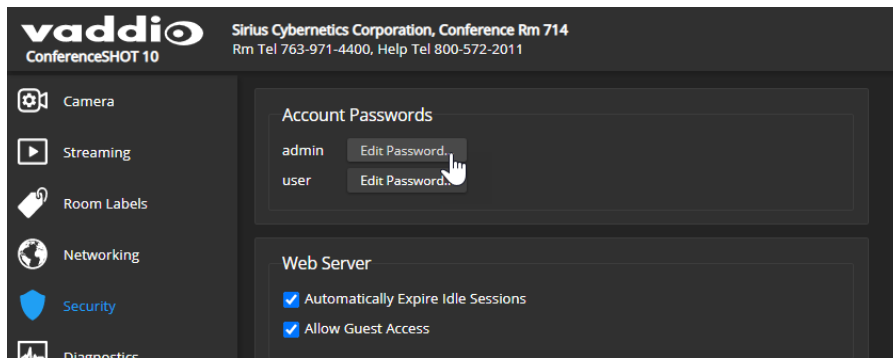 vaddio
ConferenceSHOT 10
Sirius Cybernetics Corporation, Conference Rm 714
Rm Tel 763-971-4400, Help Tel 800-572-2011
Camera
Streaming
Room Labels
Networking
Security
Diagnostics
Account Passwords
admin Edit Password...
user Edit Password...
Web Server
Automatically Expire Idle Sessions
Allow Guest Access